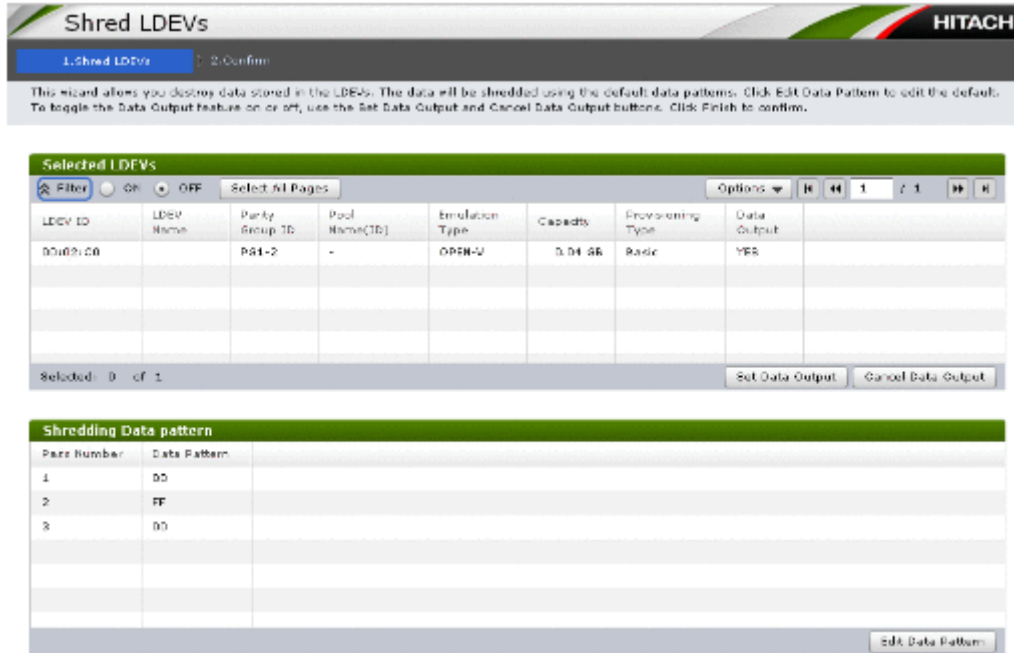 Shred LDEVs
HITACH
1.Shred LDEVs 2.Confirm
This wizard allows you destroy data stored in the LDEVs. The data will be shredded using the default data patterns. Click Edit Data Pattern to edit the default.
To toggle the Data Output feature on or off, use the Set Data Output and Cancel Data Output buttons. Click Finish to confirm.
Selected LDEVs
Filter ON OFF Select All Pages Options 1 / 1
LDEV ID LDEV Name Parity Group ID Pool Name(ID) Emulation Type Capacity Provisioning Type Data Output
00:02:C0 PG1-2 - OPEN-V 0.04 GB Basic YES
Selected: 0 of 1 Set Data Output Cancel Data Output
Shredding Data pattern
Pass Number Data Pattern
1 00
2 FF
3 00
Edit Data Pattern